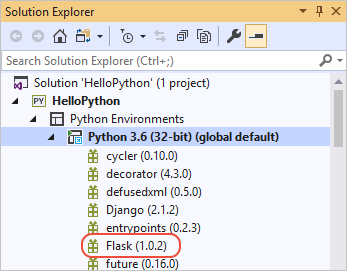 Solution Explorer
Search Solution Explorer (Ctrl+;)
Solution 'HelloPython' (1 project)
PY HelloPython
Python Environments
Python 3.6 (32-bit) (global default)
cycler (0.10.0)
decorator (4.3.0)
defusedxml (0.5.0)
Django (2.1.2)
entrypoints (0.2.3)
Flask (1.0.2)
future (0.16.0)